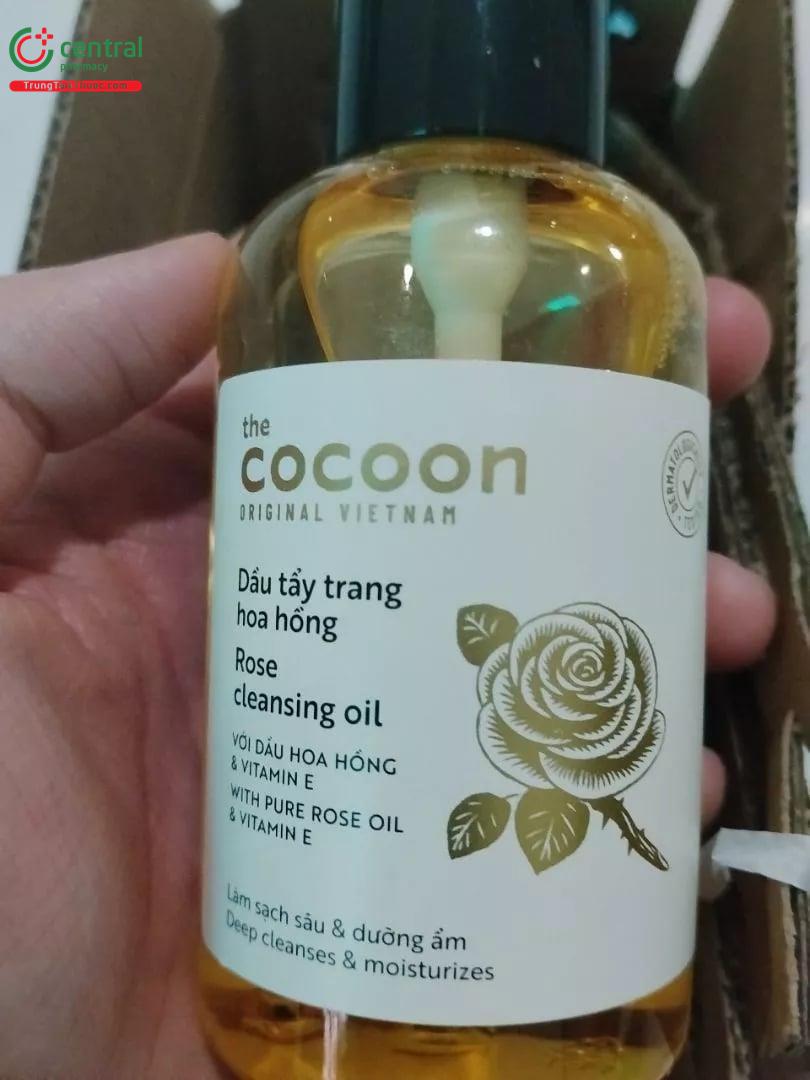 central
pharmacy
the
cocoon
ORIGINAL VIETNAM
Dầu tẩy trang
hoa hồng
Rose
cleansing oil
VỚI DẦU HOA HỒNG
& VITAMIN E
WITH PURE ROSE OIL
& VITAMIN E
Làm sạch sâu & dưỡng ẩm
Deep cleanses & moisturizes